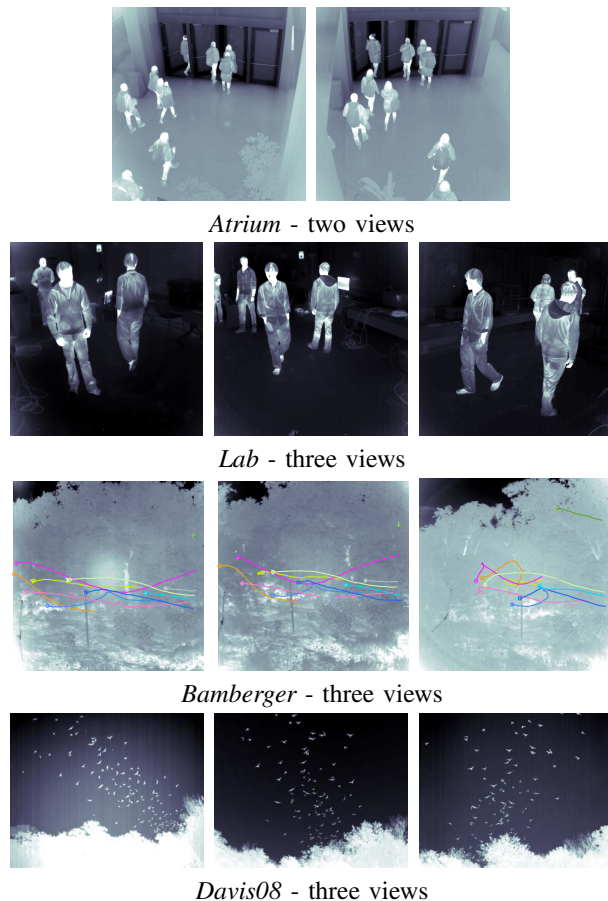 Atrium - two views
Lab - three views
Bamberger - three views
Davis08 - three views